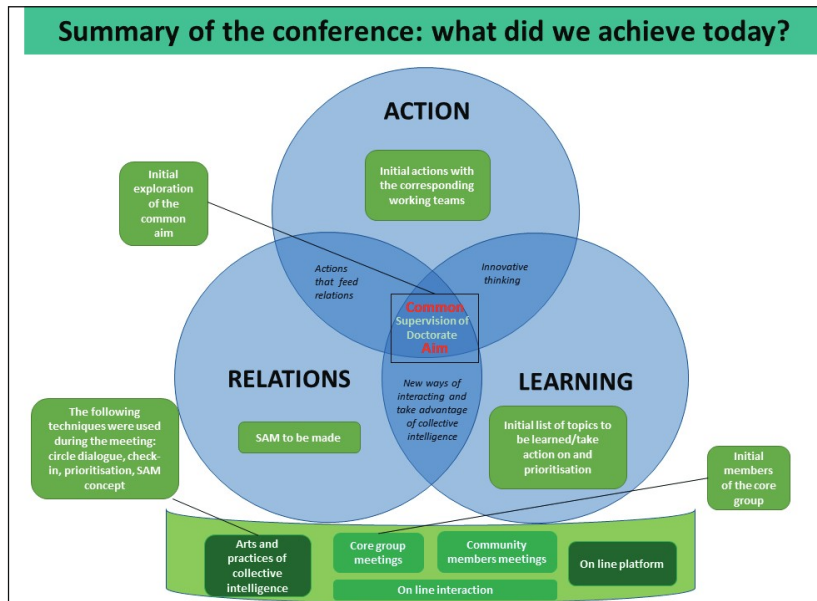 Summary of the conference: what did we achieve today?
ACTION
Initial
exploration
of the
common
aim
Initial actions with
the corresponding
working teams
Actions
that feed
relations
Innovative
thinking
Common
Supervision of
Doctorate
Aim
RELATIONS
LEARNING
New ways of
interacting and
take advantage
of collective
intelligence
The following
techniques were used
during the meeting:
circle dialogue, check-
in, prioritisation, SAM
concept
SAM to be made
Initial list of topics to
be learned/take
action on and
prioritisation
Initial
members
of the core
group
Arts and
practices of
collective
intelligence
Core group
meetings
Community
members meetings
On line platform
On line interaction